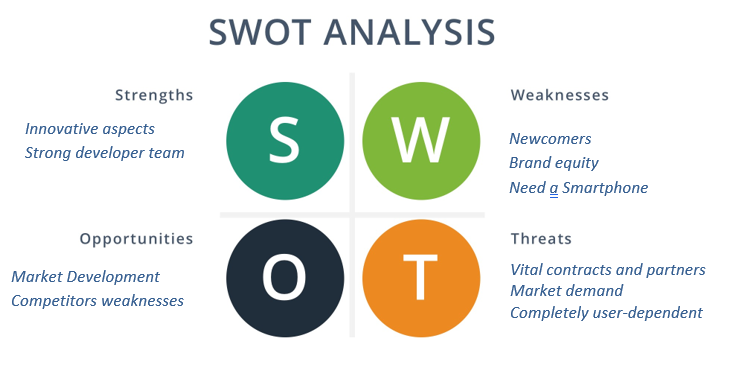 SWOT ANALYSIS
Strengths
Innovative aspects
Strong developer team
S
W
Weaknesses
Newcomers
Brand equity
Need a Smartphone
Opportunities
Market Development
Competitors weaknesses
O
T
Threats
Vital contracts and partners
Market demand
Completely user-dependent